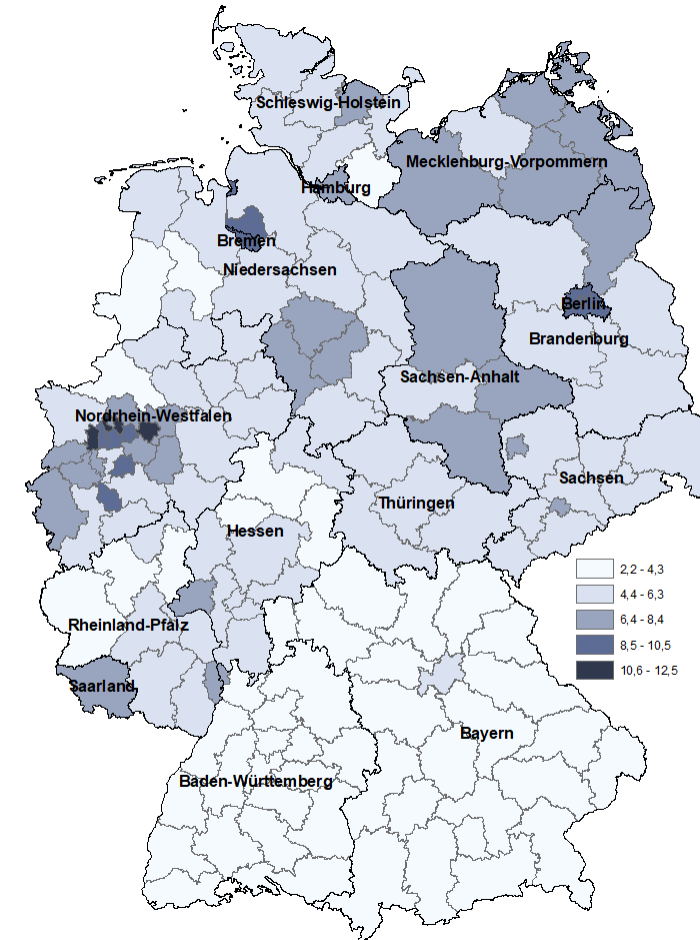 Schleswig-Holstein
Mecklenburg-Vorpommern
Hamburg
Bremen
Niedersachsen
Berlin
Brandenburg
Sachsen-Anhalt
Nordrhein-Westfalen
Sachsen
Thüringen
Hessen
2,2 - 4,3
4,4 - 6,3
6,4 - 8,4
8,5 - 10,5
10,6 - 12,5
Rheinland-Pfalz
Saarland
Bayern
Baden-Württemberg